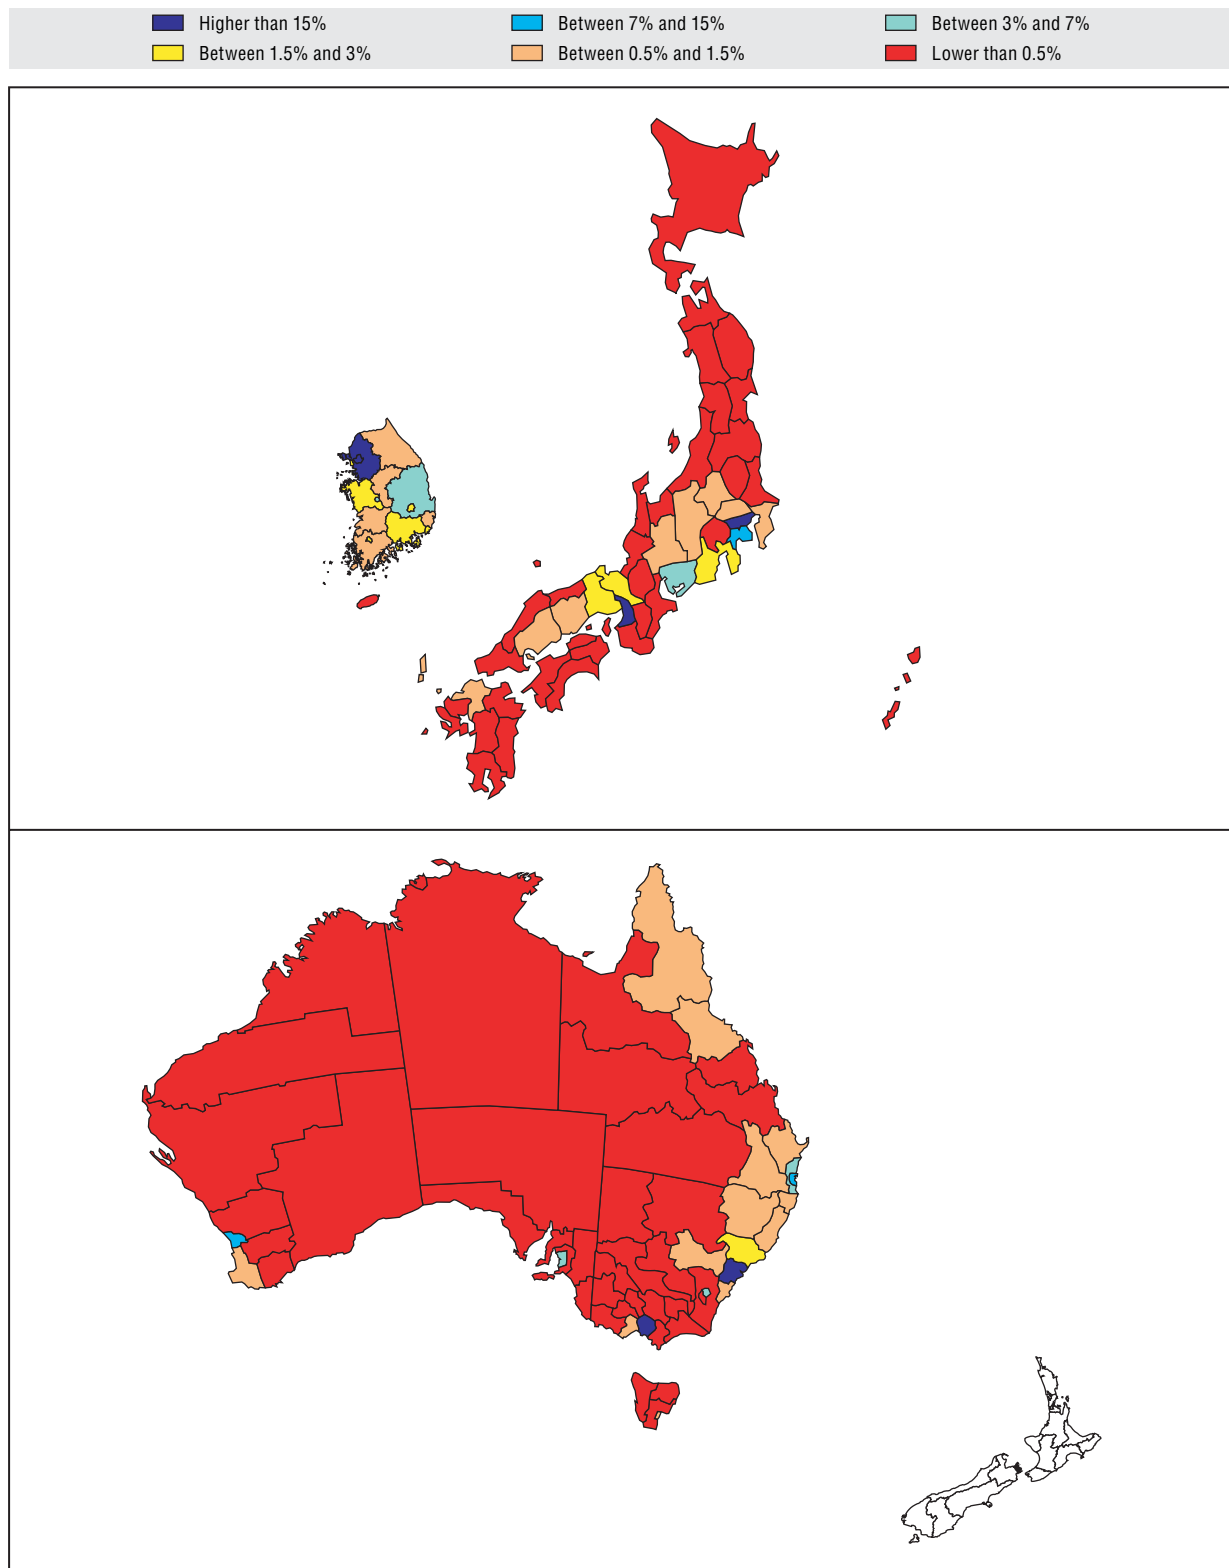 Higher than 15% Between 7% and 15% Between 3% and 7%
Between 1.5% and 3% Between 0.5% and 1.5% Lower than 0.5%